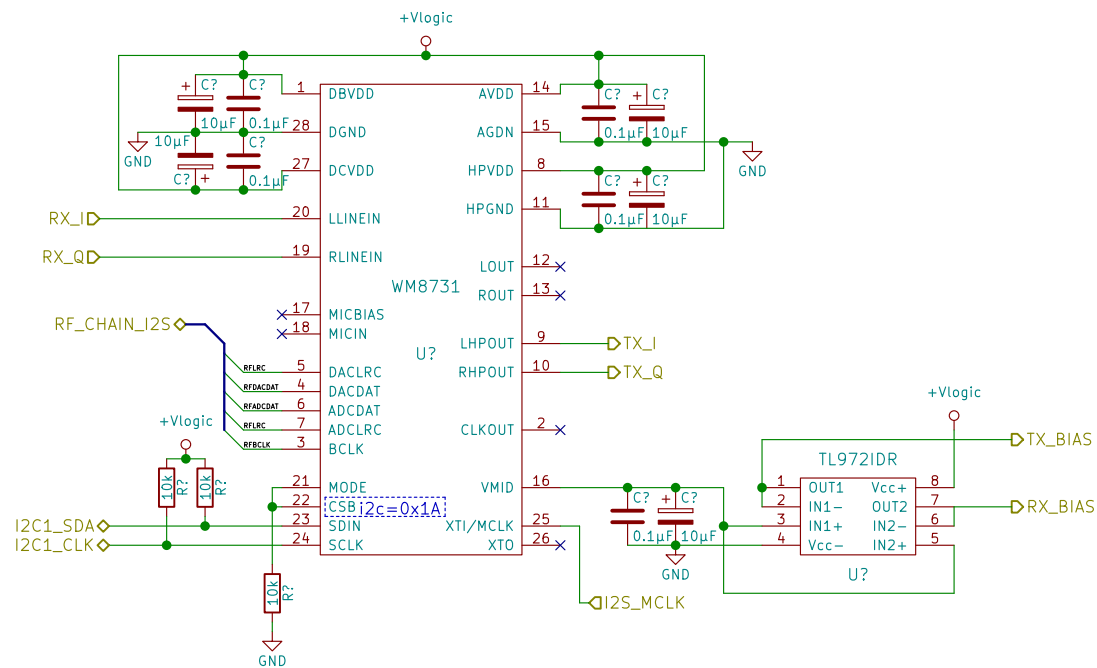 +Vlogic
C? C?
10µF 0.1µF
10µF
C? 0.1µF
GND
1 DBVDD
28 DGND
27 DCVDD
RX_I 20 LLINEIN
RX_Q 19 RLINEIN
17 MICBIAS
18 MICIN
RF_CHAIN_I2S
RFLRC 5 DACLRC
RFDACDAT 4 DACDAT
RFADCDAT 6 ADCDAT
RFLRC 7 ADCLRC
RFBCLK 3 BCLK
+Vlogic
10k R? 10k R?
21 MODE
22 CSB i2c=0x1A
I2C1_SDA 23 SDIN
I2C1_CLK 24 SCLK
10k R?
GND
WM8731
U?
AVDD 14
AGDN 15
HPVDD 8
HPGND 11
C? C?
0.1µF 10µF
GND
C? C?
0.1µF 10µF
LOUT 12
ROUT 13
LHPOUT 9 TX_I
RHPOUT 10 TX_Q
CLKOUT 2
VMID 16
XTI/MCLK 25
XTO 26
C? C?
0.1µF 10µF
GND
I2S_MCLK
+Vlogic
TX_BIAS
TL972IDR
1 OUT1 Vcc+ 8
2 IN1- OUT2 7 RX_BIAS
3 IN1+ IN2- 6
4 Vcc- IN2+ 5
U?